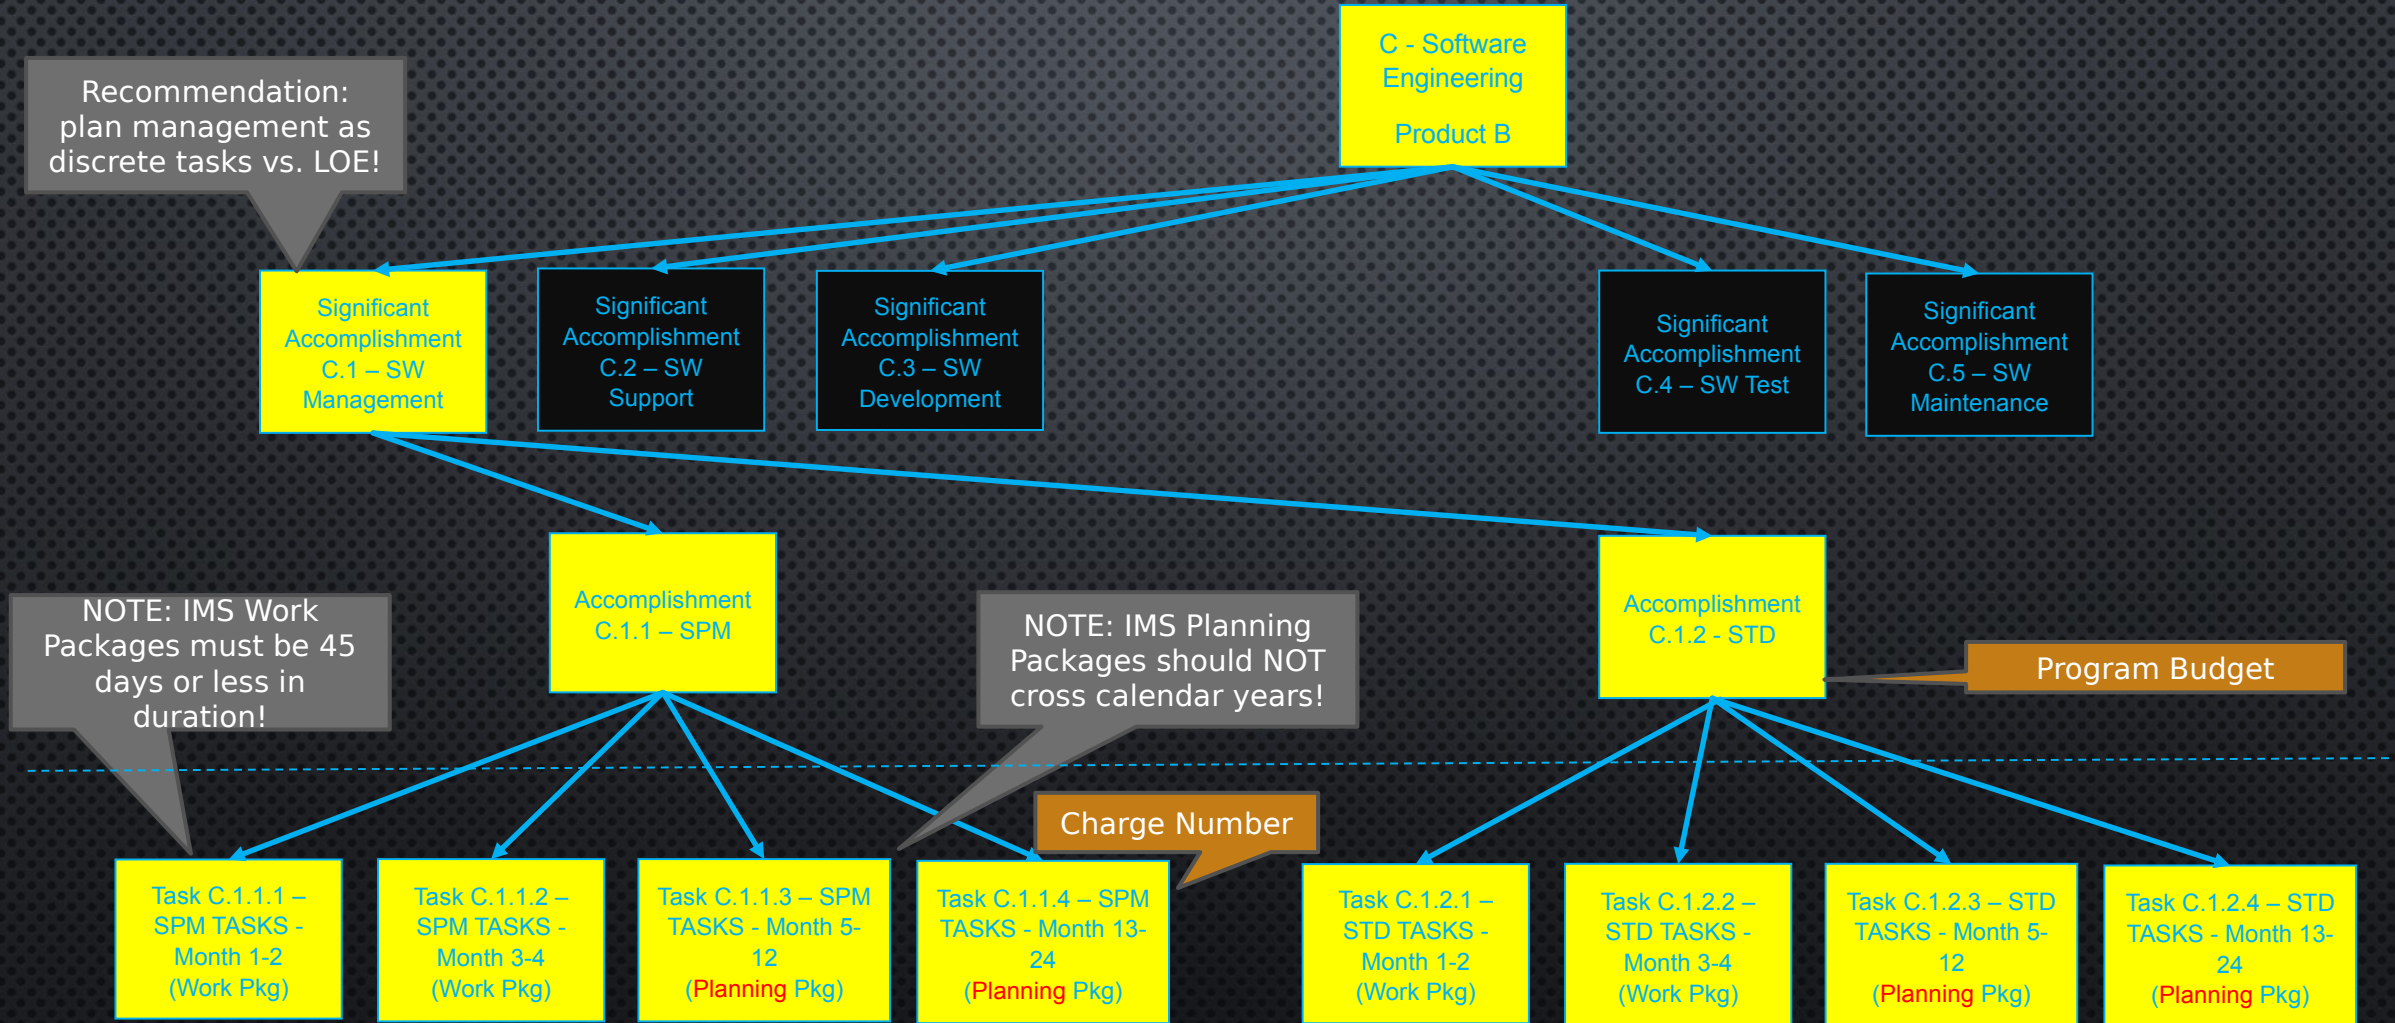 C - Software
Engineering
Product B
Recommendation:
plan management as
discrete tasks vs. LOE!
Significant
Accomplishment
C.1 – SW
Management
Significant
Accomplishment
C.2 – SW
Support
Significant
Accomplishment
C.3 – SW
Development
Significant
Accomplishment
C.4 – SW Test
Significant
Accomplishment
C.5 – SW
Maintenance
NOTE: IMS Work
Packages must be 45
days or less in
duration!
Accomplishment
C.1.1 – SPM
NOTE: IMS Planning
Packages should NOT
cross calendar years!
Accomplishment
C.1.2 - STD
Program Budget
Charge Number
Task C.1.1.1 –
SPM TASKS -
Month 1-2
(Work Pkg)
Task C.1.1.2 –
SPM TASKS -
Month 3-4
(Work Pkg)
Task C.1.1.3 – SPM
TASKS - Month 5-
12
(Planning Pkg)
Task C.1.1.4 – SPM
TASKS - Month 13-
24
(Planning Pkg)
Task C.1.2.1 –
STD TASKS -
Month 1-2
(Work Pkg)
Task C.1.2.2 –
STD TASKS -
Month 3-4
(Work Pkg)
Task C.1.2.3 – STD
TASKS - Month 5-
12
(Planning Pkg)
Task C.1.2.4 – STD
TASKS - Month 13-
24
(Planning Pkg)